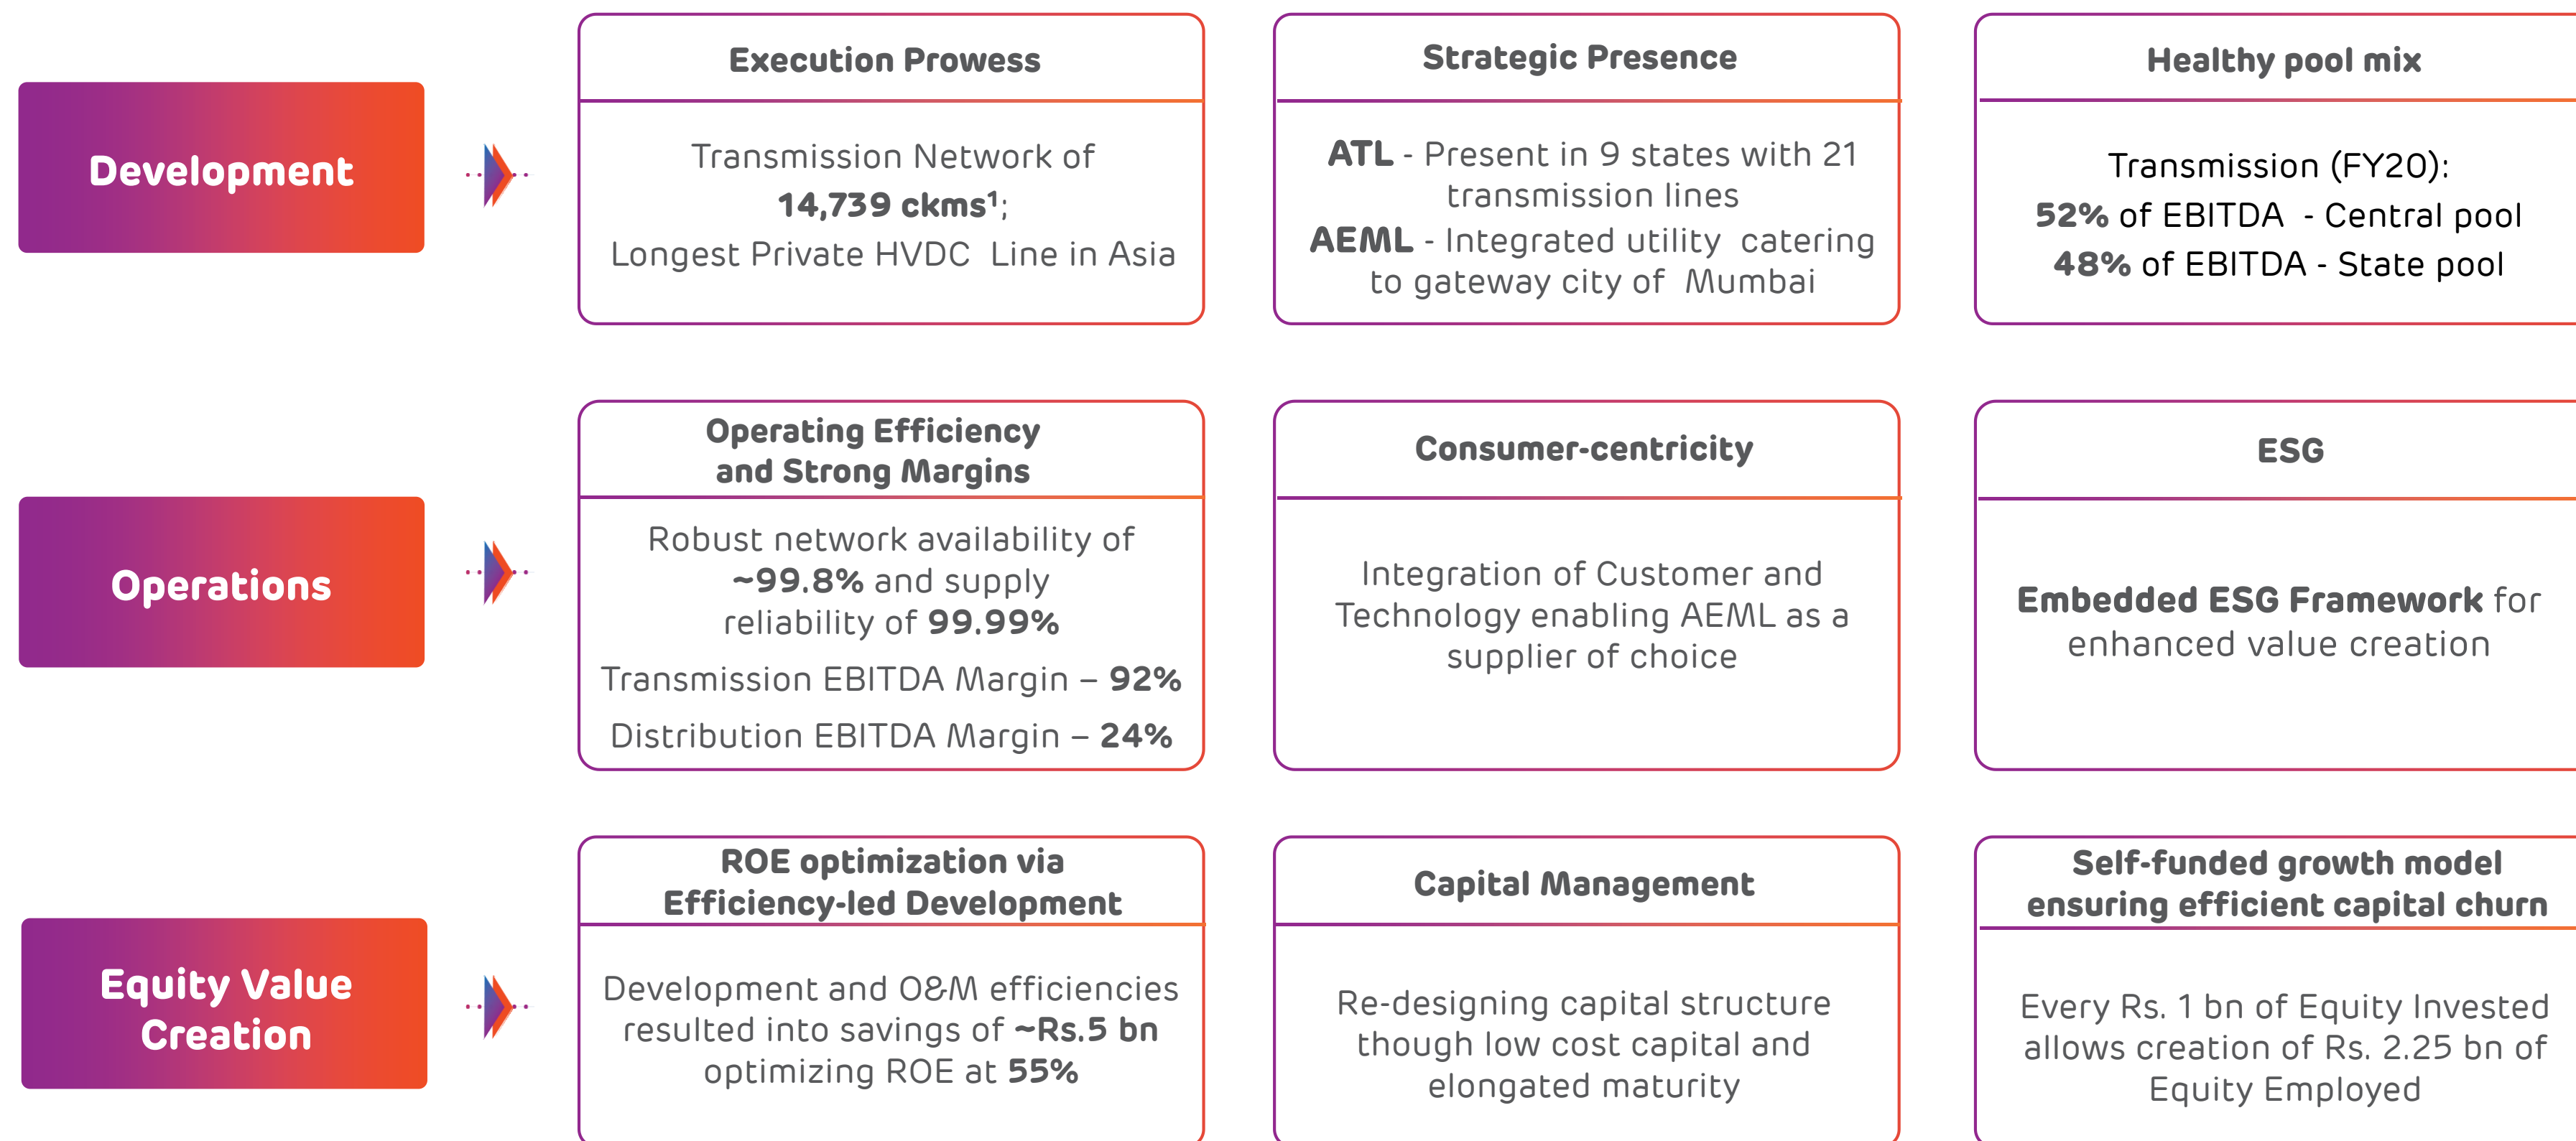 Development
Execution Prowess
Transmission Network of
14,739 ckms¹;
Longest Private HVDC Line in Asia
Strategic Presence
ATL - Present in 9 states with 21
transmission lines
AEML - Integrated utility catering
to gateway city of Mumbai
Healthy pool mix
Transmission (FY20):
52% of EBITDA - Central pool
48% of EBITDA - State pool
Operations
Operating Efficiency
and Strong Margins
Robust network availability of
~99.8% and supply
reliability of 99.99%
Transmission EBITDA Margin – 92%
Distribution EBITDA Margin – 24%
Consumer-centricity
Integration of Customer and
Technology enabling AEML as a
supplier of choice
ESG
Embedded ESG Framework for
enhanced value creation
Equity Value
Creation
ROE optimization via
Efficiency-led Development
Development and O&M efficiencies
resulted into savings of ~Rs.5 bn
optimizing ROE at 55%
Capital Management
Re-designing capital structure
though low cost capital and
elongated maturity
Self-funded growth model
ensuring efficient capital churn
Every Rs. 1 bn of Equity Invested
allows creation of Rs. 2.25 bn of
Equity Employed